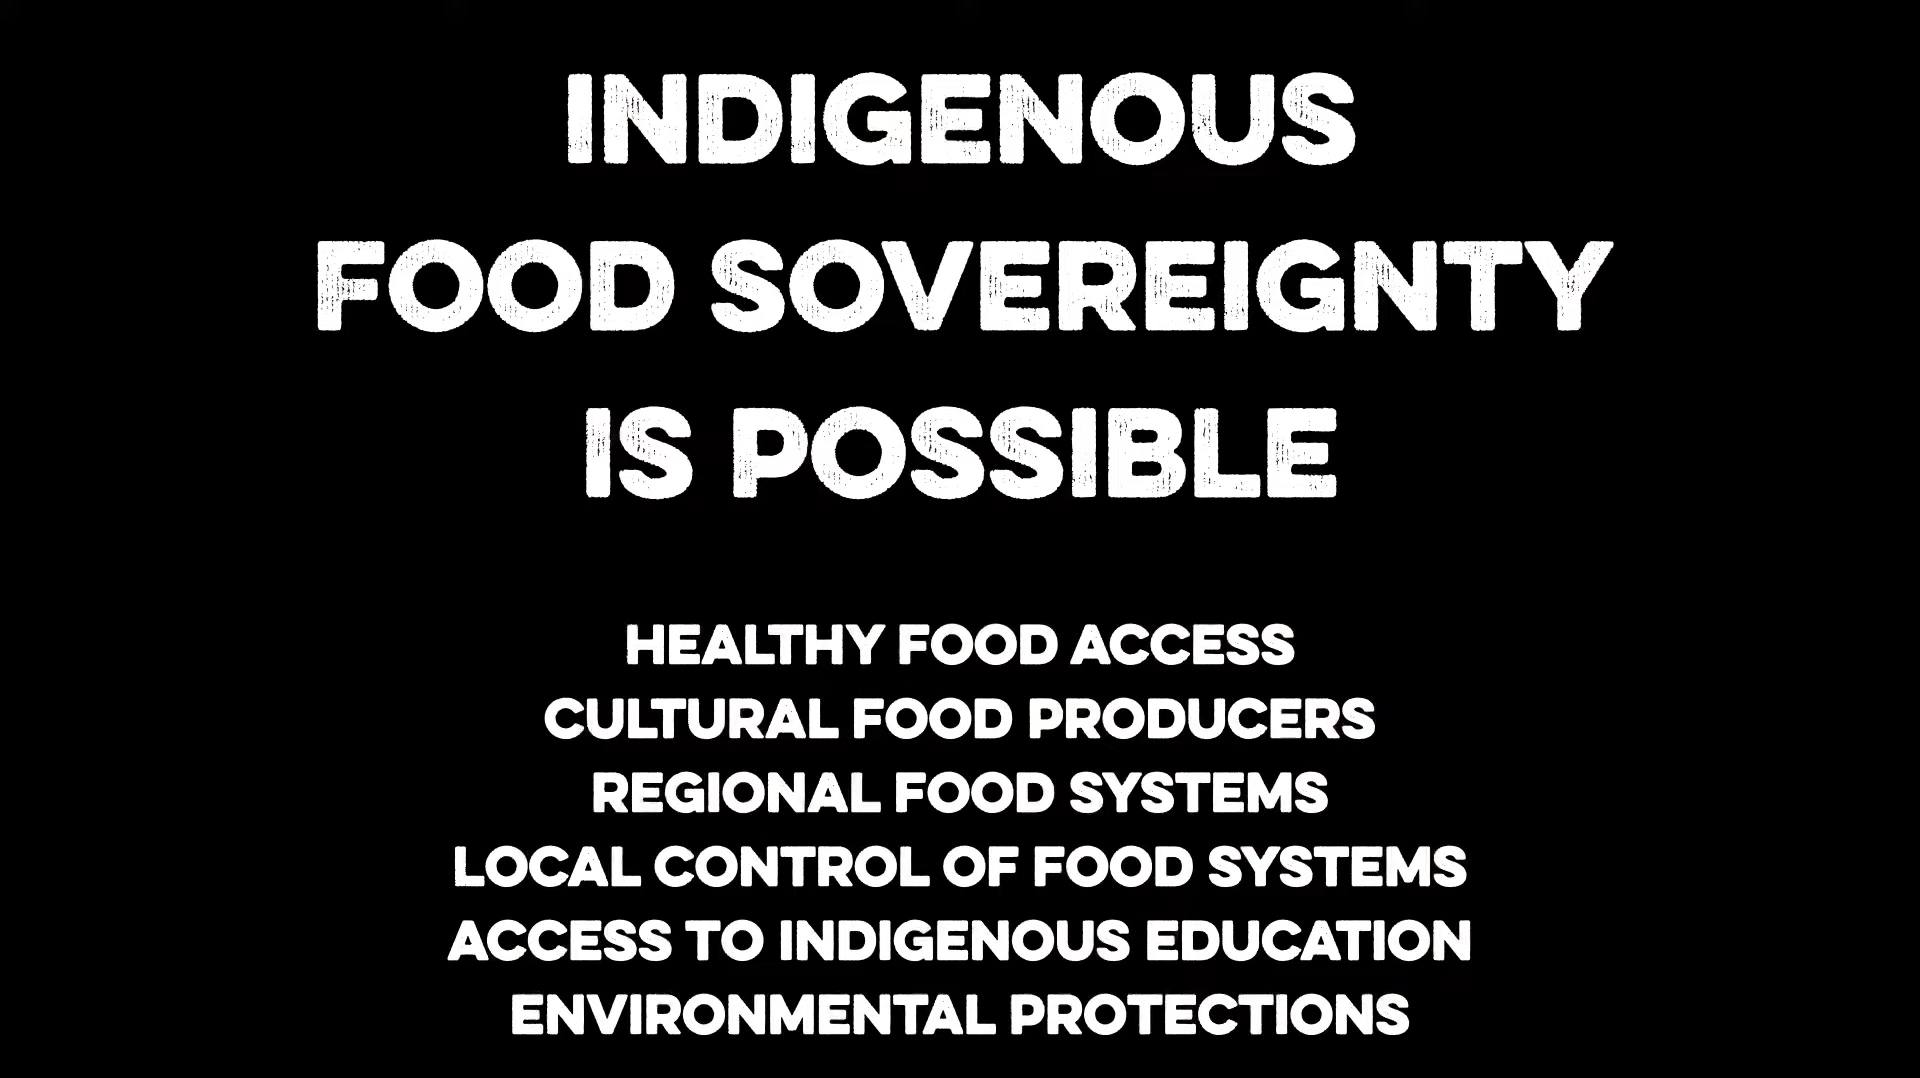 INDIGENOUS
FOOD SOVEREIGNTY
IS POSSIBLE
HEALTHY FOOD ACCESS
CULTURAL FOOD PRODUCERS
REGIONAL FOOD SYSTEMS
LOCAL CONTROL OF FOOD SYSTEMS
ACCESS TO INDIGENOUS EDUCATION
ENVIRONMENTAL PROTECTIONS